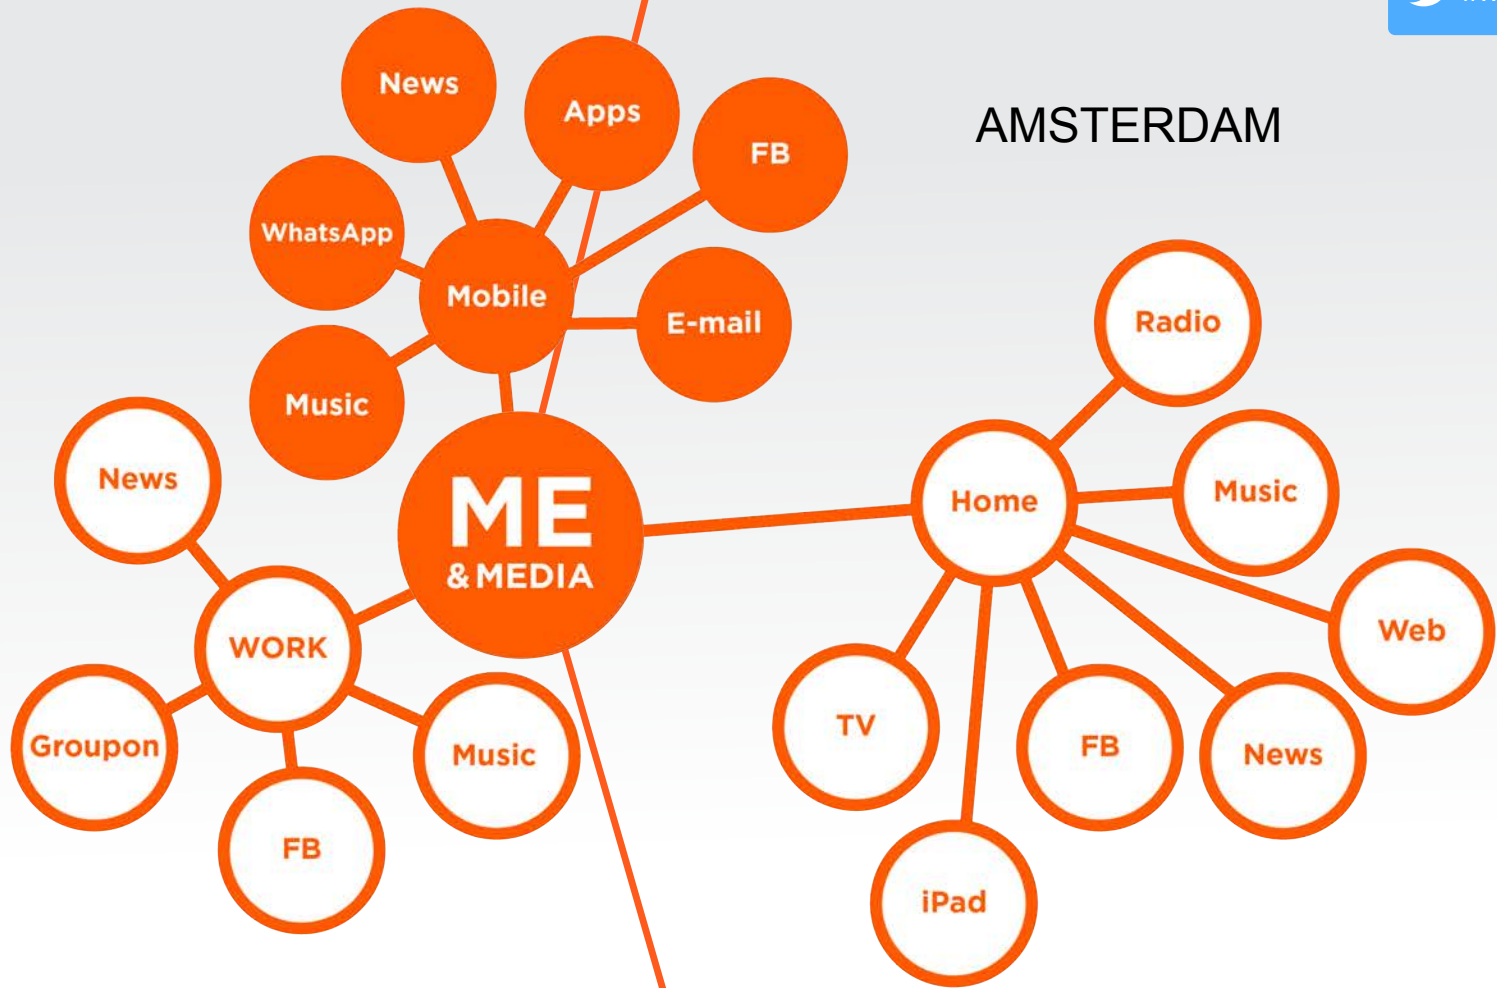 News
Apps
FB
AMSTERDAM
WhatsApp
Mobile
E-mail
Music
Radio
News
ME
& MEDIA
Home
Music
WORK
Web
Groupon
Music
TV
FB
News
FB
iPad